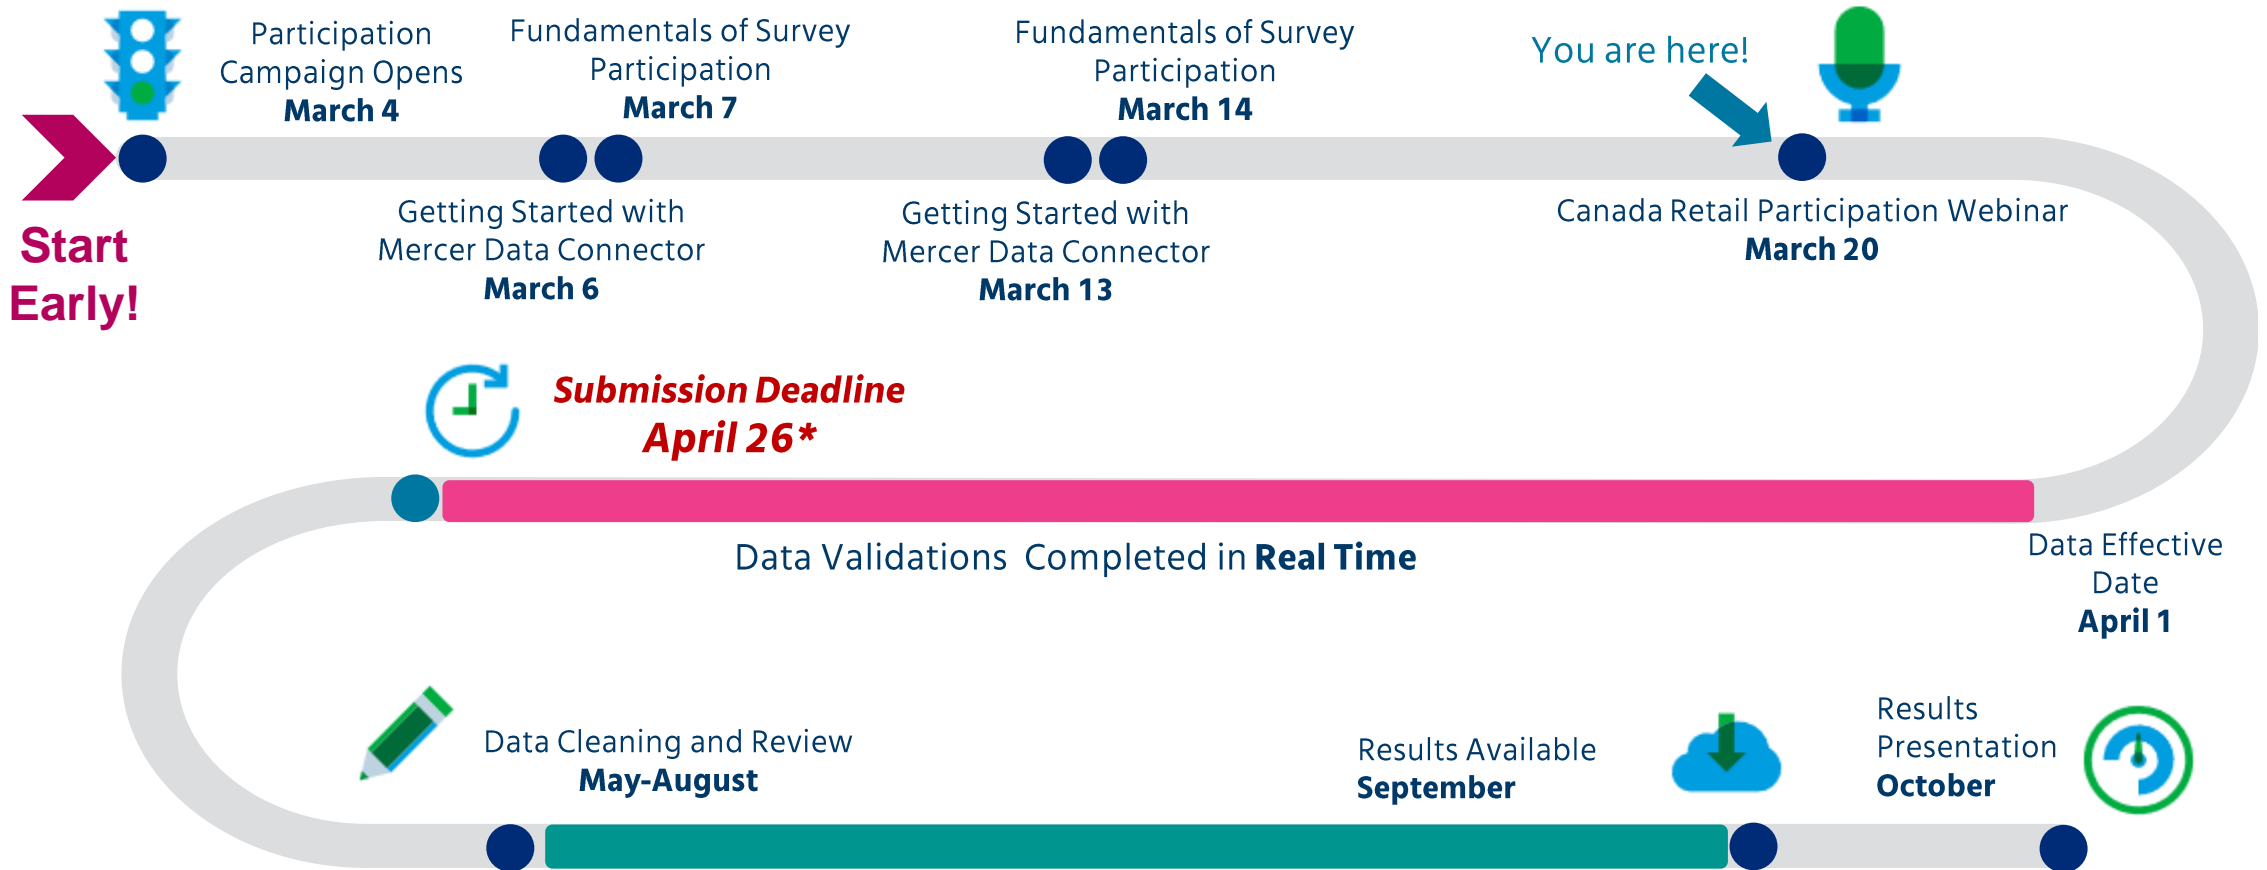 Participation
Campaign Opens
March 4
Fundamentals of Survey
Participation
March 7
Fundamentals of Survey
Participation
March 14
You are here!
Start
Early!
Getting Started with
Mercer Data Connector
March 6
Getting Started with
Mercer Data Connector
March 13
Canada Retail Participation Webinar
March 20
Submission Deadline
April 26*
Data Validations Completed in Real Time
Data Effective
Date
April 1
Data Cleaning and Review
May-August
Results Available
September
Results
Presentation
October